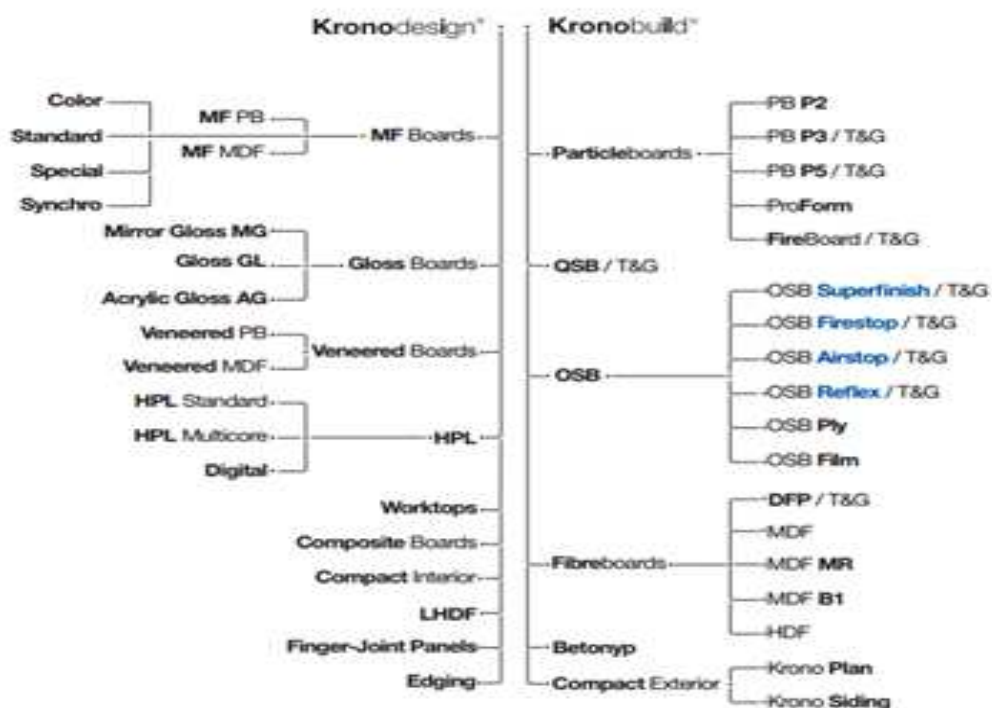 Kronodesign™
Color
Standard
Special
Synchro
MF PB
MF MDF
MF Boards
Mirror Gloss MG
Gloss GL
Acrylic Gloss AG
Gloss Boards
Veneered PB
Veneered MDF
Veneered Boards
HPL Standard
HPL Multicore
Digital
HPL
Worktops
Composite Boards
Compact Interior
LHDF
Finger-Joint Panels
Edging
Kronobuild™
Particleboards
PB P2
PB P3 / T&G
PB P5 / T&G
ProForm
FireBoard / T&G
QSB / T&G
OSB
OSB Superfinish / T&G
OSB Firestop / T&G
OSB Airstop / T&G
OSB Reflex / T&G
OSB Ply
OSB Film
Fibreboards
DFP / T&G
MDF
MDF MR
MDF B1
HDF
Betonyp
Compact Exterior
Krono Plan
Krono Siding